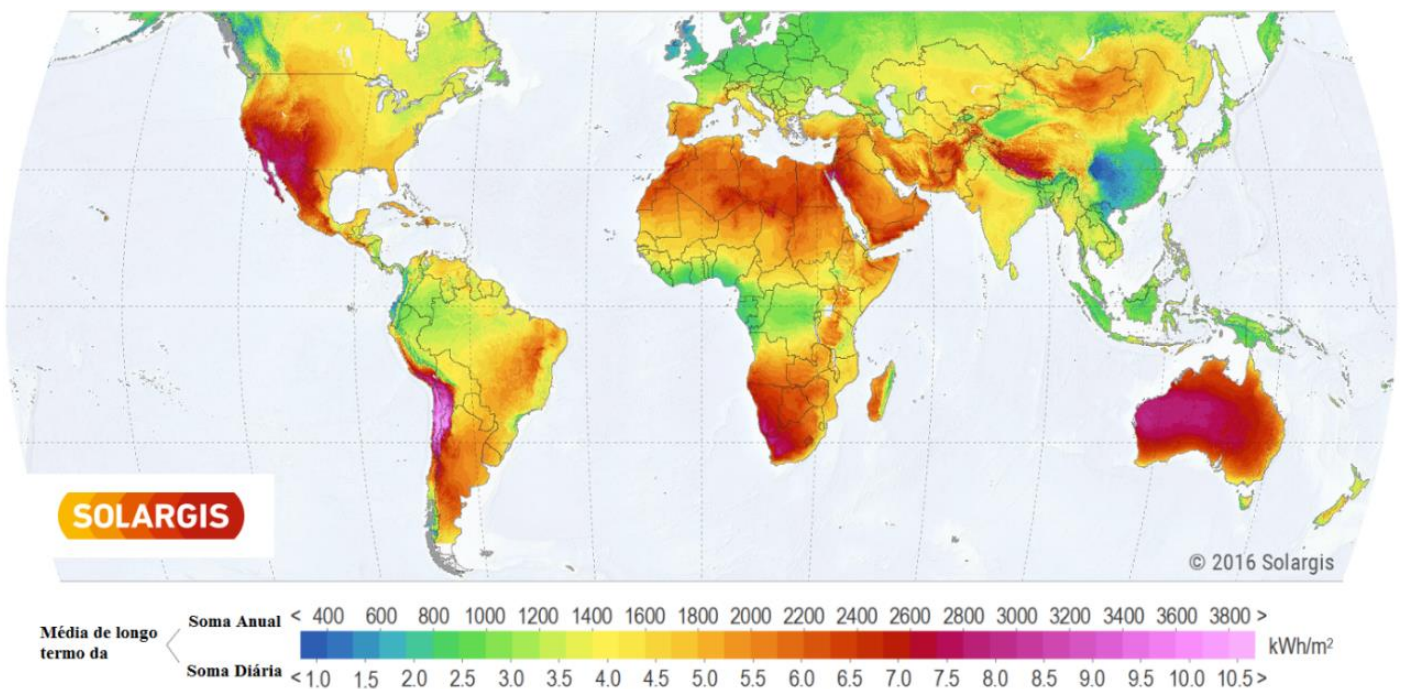 SOLARGIS
© 2016 Solargis
Média de longo
termo da
Soma Anual < 400 600 800 1000 1200 1400 1600 1800 2000 2200 2400 2600 2800 3000 3200 3400 3600 3800 >
kWh/m²
Soma Diária < 1.0 1.5 2.0 2.5 3.0 3.5 4.0 4.5 5.0 5.5 6.0 6.5 7.0 7.5 8.0 8.5 9.0 9.5 10.0 10.5 >